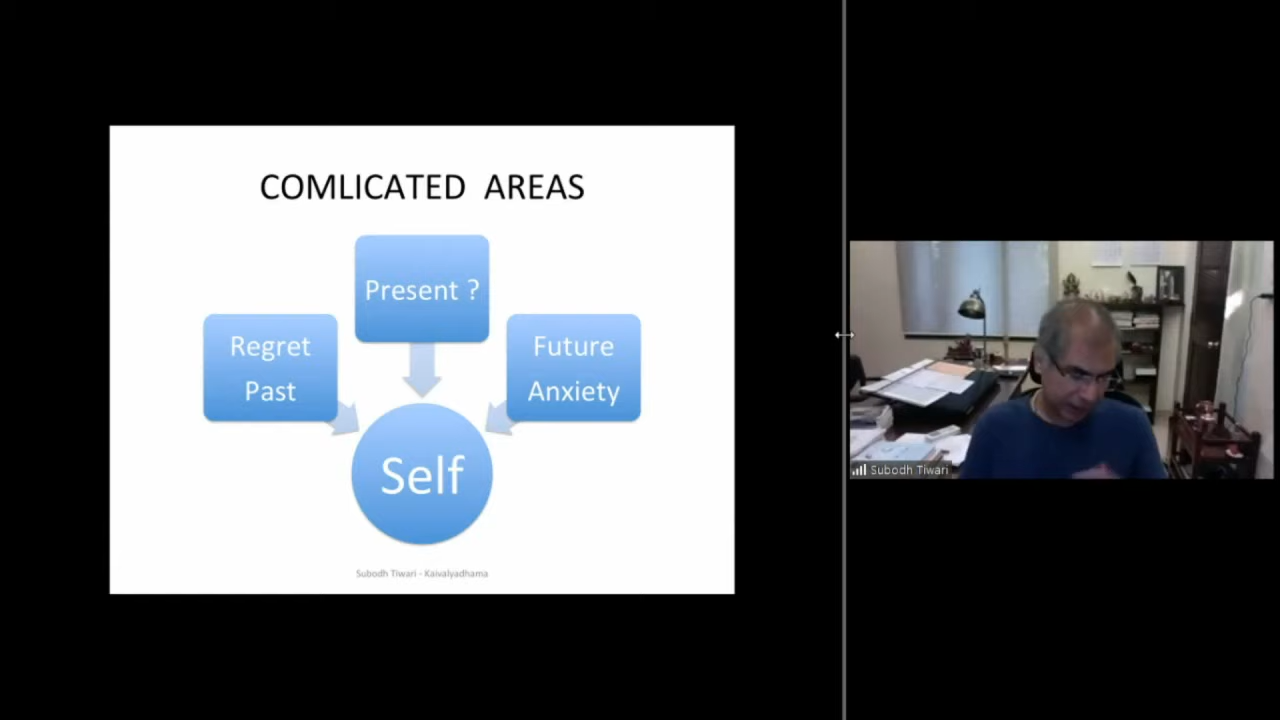 COMLICATED AREAS
Present ?
Regret
Past
Future
Anxiety
Self
Subodh Tiwari - Kaivalyadhama
Subodh Tiwari